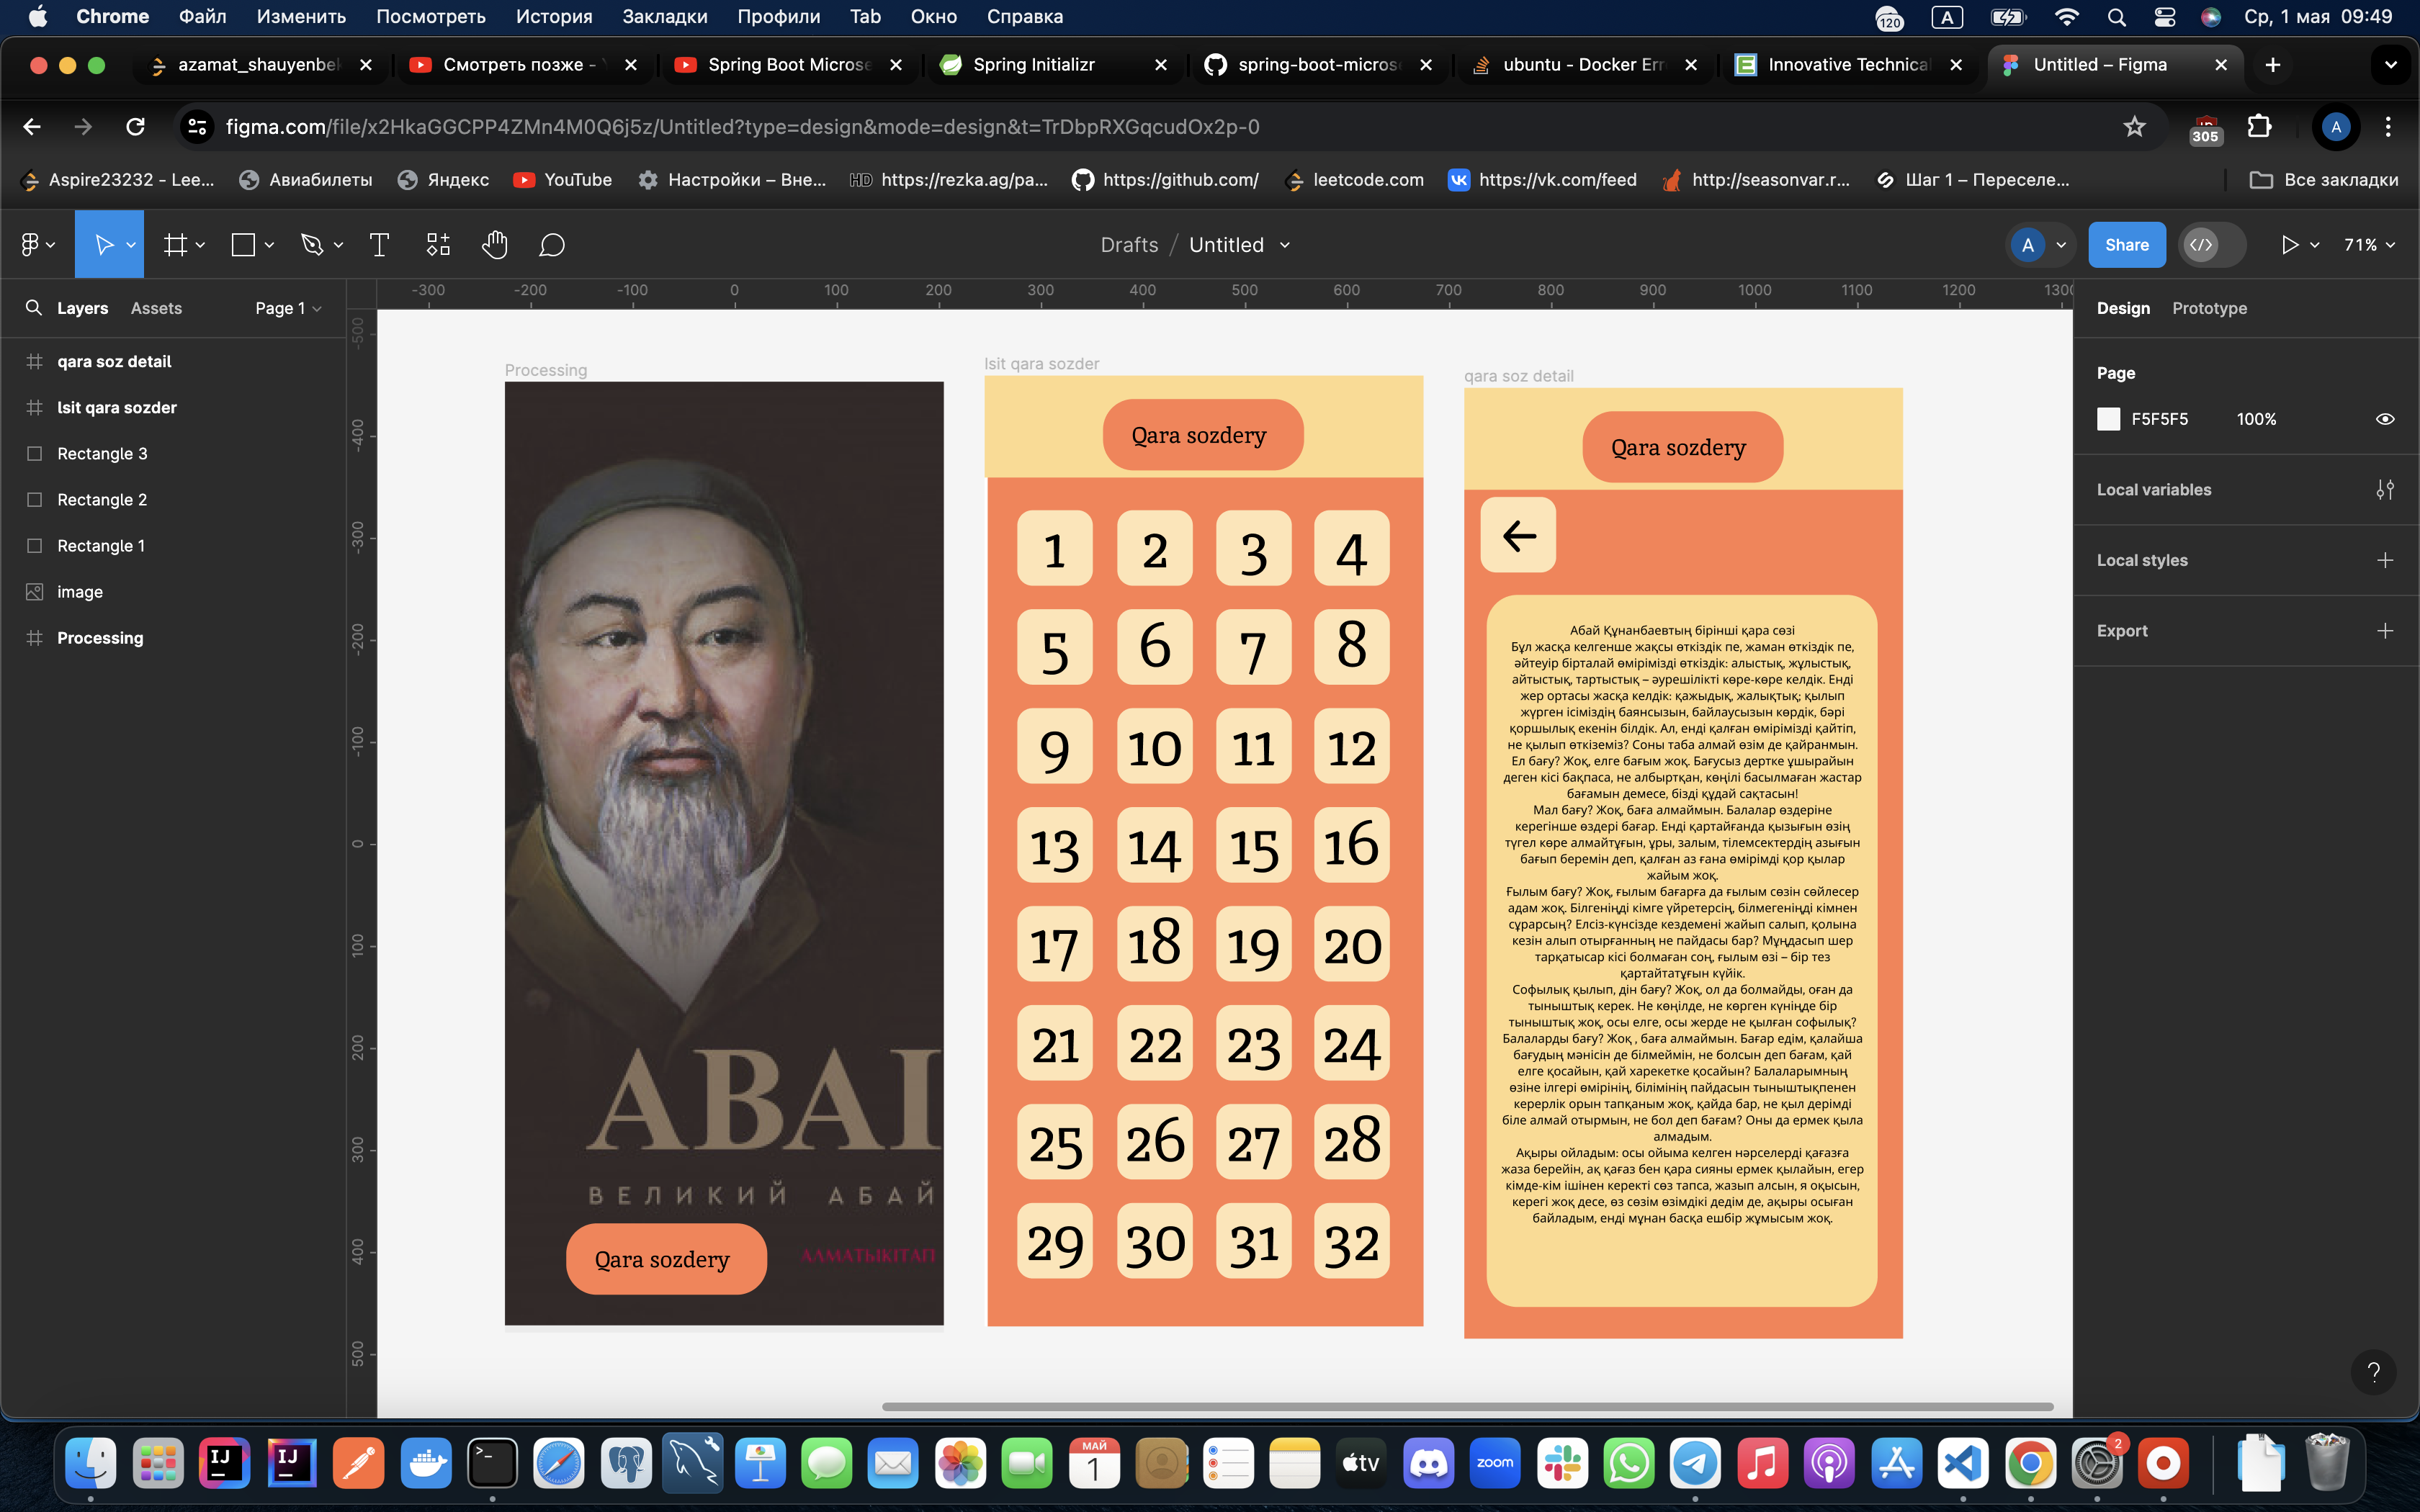 Chrome Файл Изменить Посмотреть История Закладки Профили Tab Окно Справка
120 A Ср, 1 мая 09:49
azamat_shauyenbek
Смотреть позже -
Spring Boot Microse
Spring Initializr
spring-boot-micros
ubuntu - Docker Err
Innovative Technical
Untitled – Figma
figma.com/file/x2HkaGGCPP4ZMn4M0Q6j5z/Untitled?type=design&mode=design&t=TrDbpRXGqcudOx2p-0
305
A
Aspire23232 - Lee...
Авиабилеты
Яндекс
YouTube
Настройки – Вне...
HD https://rezka.ag/pa...
https://github.com/
leetcode.com
https://vk.com/feed
http://seasonvar.r...
Шаг 1 – Переселе...
Все закладки
Drafts / Untitled
A
Share
71%
Layers Assets Page 1
-300 -200 -100 0 100 200 300 400 500 600 700 800 900 1000 1100 1200 1300
-500
-400
-300
-200
-100
0
100
200
300
400
500
qara soz detail
lsit qara sozder
Rectangle 3
Rectangle 2
Rectangle 1
image
Processing
Processing
ABAI
ВЕЛИКИЙ АБАЙ
Qara sozdery
АЛМАТЫКІТАП
lsit qara sozder
Qara sozdery
1 2 3 4
5 6 7 8
9 10 11 12
13 14 15 16
17 18 19 20
21 22 23 24
25 26 27 28
29 30 31 32
qara soz detail
Qara sozdery
Абай Құнанбаевтың бірінші қара сөзі
Бұл жасқа келгенше жақсы өткіздік пе, жаман өткіздік пе,
әйтеуір бірталай өмірімізді өткіздік: алыстық, жұлыстық,
айтыстық, тартыстық – әурешілікті көре-көре келдік. Енді
жер ортасы жасқа келдік: қажыдық, жалықтық; қылып
жүрген ісіміздің баянсызын, байлаусызын көрдік, бәрі
қоршылық екенін білдік. Ал, енді қалған өмірімізді қайтіп,
не қылып өткіземіз? Соны таба алмай өзім де қайранмын.
Ел бағу? Жоқ, елге бағым жоқ. Бағусыз дертке ұшырайын
деген кісі бақпаса, не албыртқан, көңілі басылмаған жастар
бағамын демесе, бізді құдай сақтасын!
Мал бағу? Жоқ, баға алмаймын. Балалар өздеріне
керегінше өздері бағар. Енді қартайғанда қызығын өзің
түгел көре алмайтұғын, ұры, залым, тілемсектердің азығын
бағып беремін деп, қалған аз ғана өмірімді қор қылар
жайым жоқ.
Ғылым бағу? Жоқ, ғылым бағарға да ғылым сөзін сөйлесер
адам жоқ. Білгеніңді кімге үйретерсің, білмегеніңді кімнен
сұрарсың? Елсіз-күнсізде кездемені жайып салып, қолына
кезін алып отырғанның не пайдасы бар? Мұңдасып шер
тарқатысар кісі болмаған соң, ғылым өзі – бір тез
қартайтатұғын күйік.
Софылық қылып, дін бағу? Жоқ, ол да болмайды, оған да
тыныштық керек. Не көңілде, не көрген күніңде бір
тыныштық жоқ, осы елге, осы жерде не қылған софылық?
Балаларды бағу? Жоқ , баға алмаймын. Бағар едім, қалайша
бағудың мәнісін де білмеймін, не болсын деп бағам, қай
елге қосайын, қай харекетке қосайын? Балаларымның
өзіне ілгері өмірінің, білімінің пайдасын тыныштықпенен
керерлік орын тапқаным жоқ, қайда бар, не қыл дерімді
біле алмай отырмын, не бол деп бағам? Оны да ермек қыла
алмадым.
Ақыры ойладым: осы ойыма келген нәрселерді қағазға
жаза берейін, ақ қағаз бен қара сияны ермек қылайын, егер
кімде-кім ішінен керекті сөз тапса, жазып алсын, я оқысын,
керегі жоқ десе, өз сөзім өзімдікі дедім де, ақыры осыған
байладым, енді мұнан басқа ешбір жұмысым жоқ.
Design Prototype
Page
F5F5F5 100%
Local variables
Local styles
Export
?
МАЙ
1
tv
zoom
2